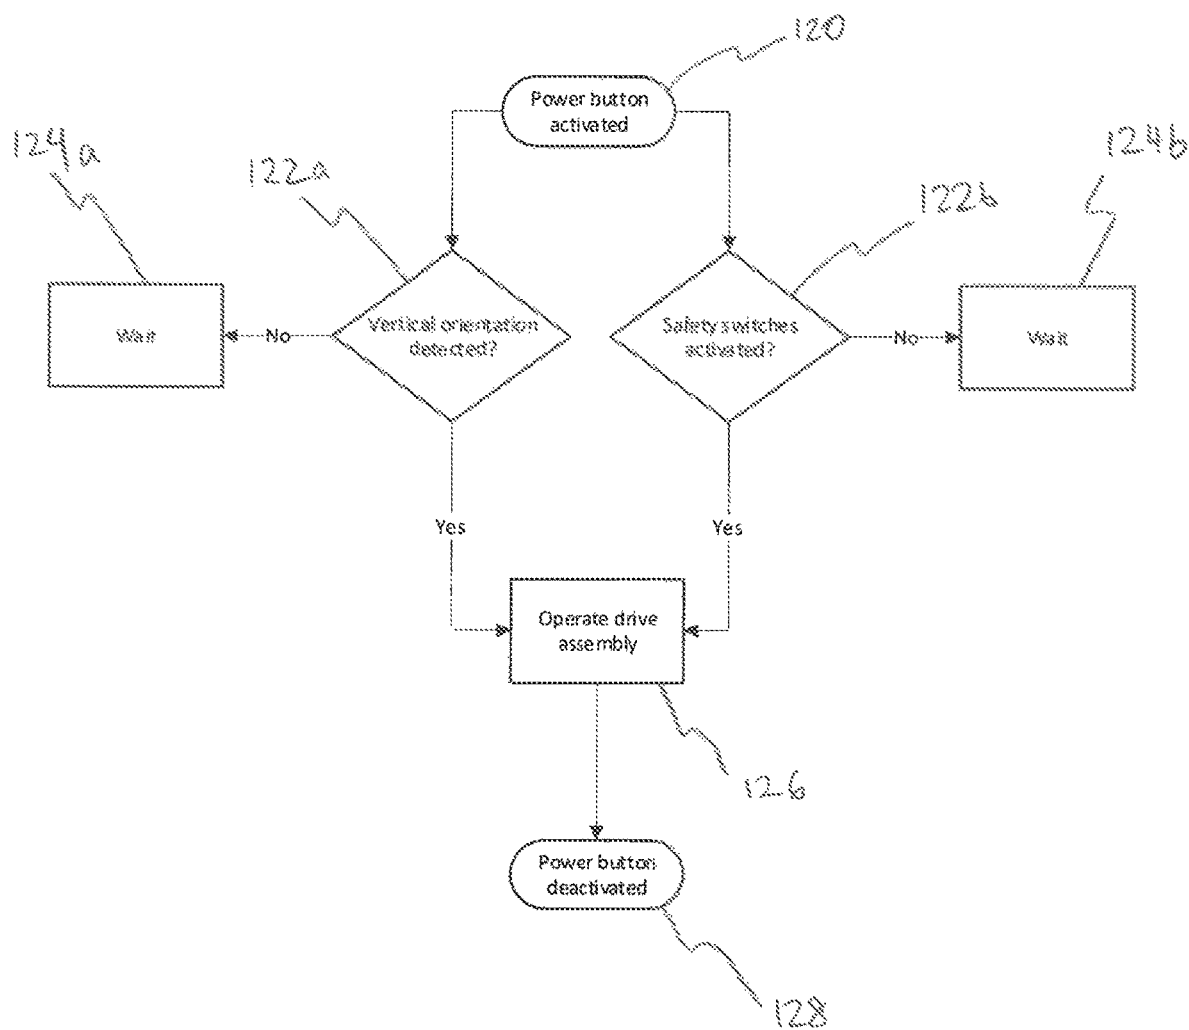 120
Power button
activated
124a
122a
122b
124b
Wait
No
Vertical orientation
detected?
Safety switches
activated?
No
Wait
Yes
Yes
Operate drive
assembly
126
Power button
deactivated
128